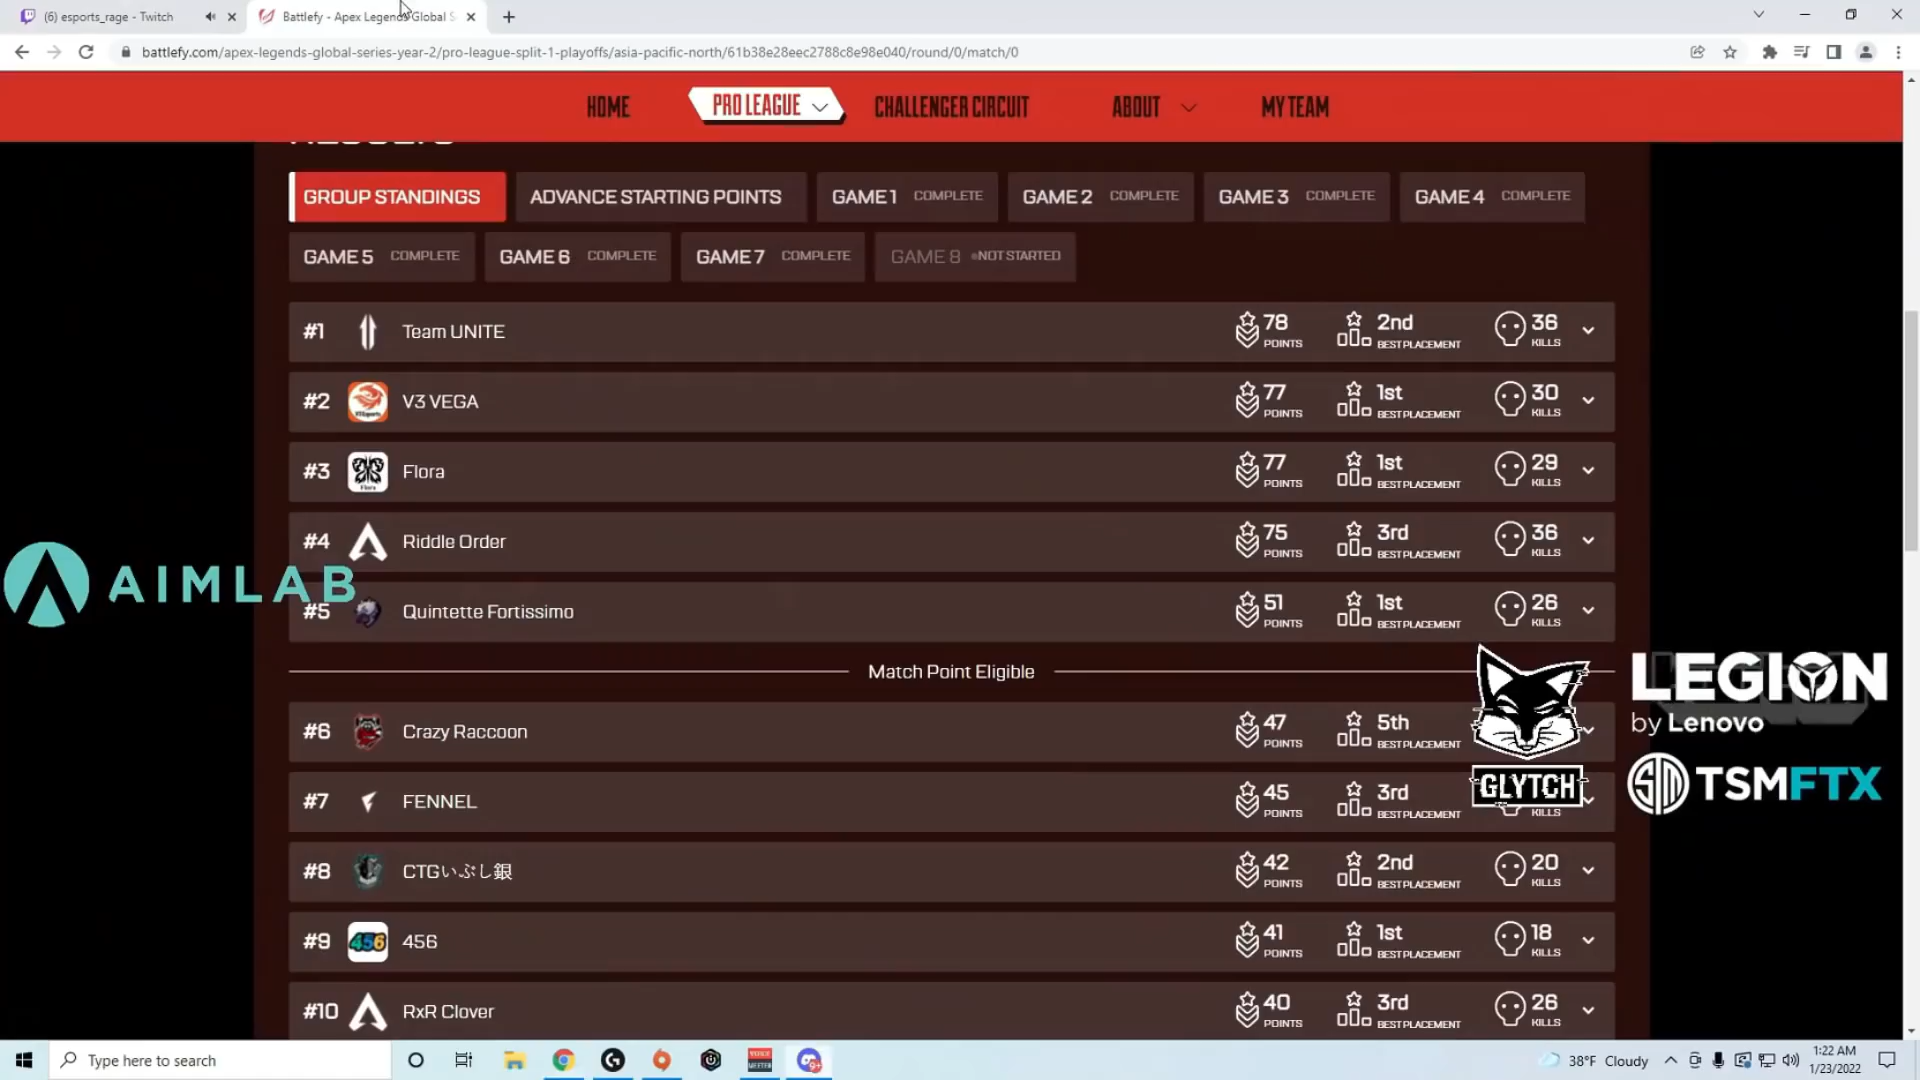 (6) esports_rage - Twitch
Battlefy - Apex Legends Global S
battlefy.com/apex-legends-global-series-year-2/pro-league-split-1-playoffs/asia-pacific-north/61b38e28eec2788c8e98e040/round/0/match/0
HOME PRO LEAGUE CHALLENGER CIRCUIT ABOUT MY TEAM
GROUP STANDINGS ADVANCE STARTING POINTS GAME 1 COMPLETE GAME 2 COMPLETE GAME 3 COMPLETE GAME 4 COMPLETE
GAME 5 COMPLETE GAME 6 COMPLETE GAME 7 COMPLETE GAME 8 NOT STARTED
#1 Team UNITE 78 POINTS 2nd BEST PLACEMENT 36 KILLS
#2 V3 VEGA 77 POINTS 1st BEST PLACEMENT 30 KILLS
#3 Flora 77 POINTS 1st BEST PLACEMENT 29 KILLS
#4 Riddle Order 75 POINTS 3rd BEST PLACEMENT 36 KILLS
AIMLAB
#5 Quintette Fortissimo 51 POINTS 1st BEST PLACEMENT 26 KILLS
Match Point Eligible
#6 Crazy Raccoon 47 POINTS 5th BEST PLACEMENT
LEGION
by Lenovo
GLYTCH
TSMFTX
#7 FENNEL 45 POINTS 3rd BEST PLACEMENT KILLS
#8 CTGいぶし銀 42 POINTS 2nd BEST PLACEMENT 20 KILLS
#9 456 456 41 POINTS 1st BEST PLACEMENT 18 KILLS
#10 RxR Clover 40 POINTS 3rd BEST PLACEMENT 26 KILLS
Type here to search
38°F Cloudy
1:22 AM
1/23/2022